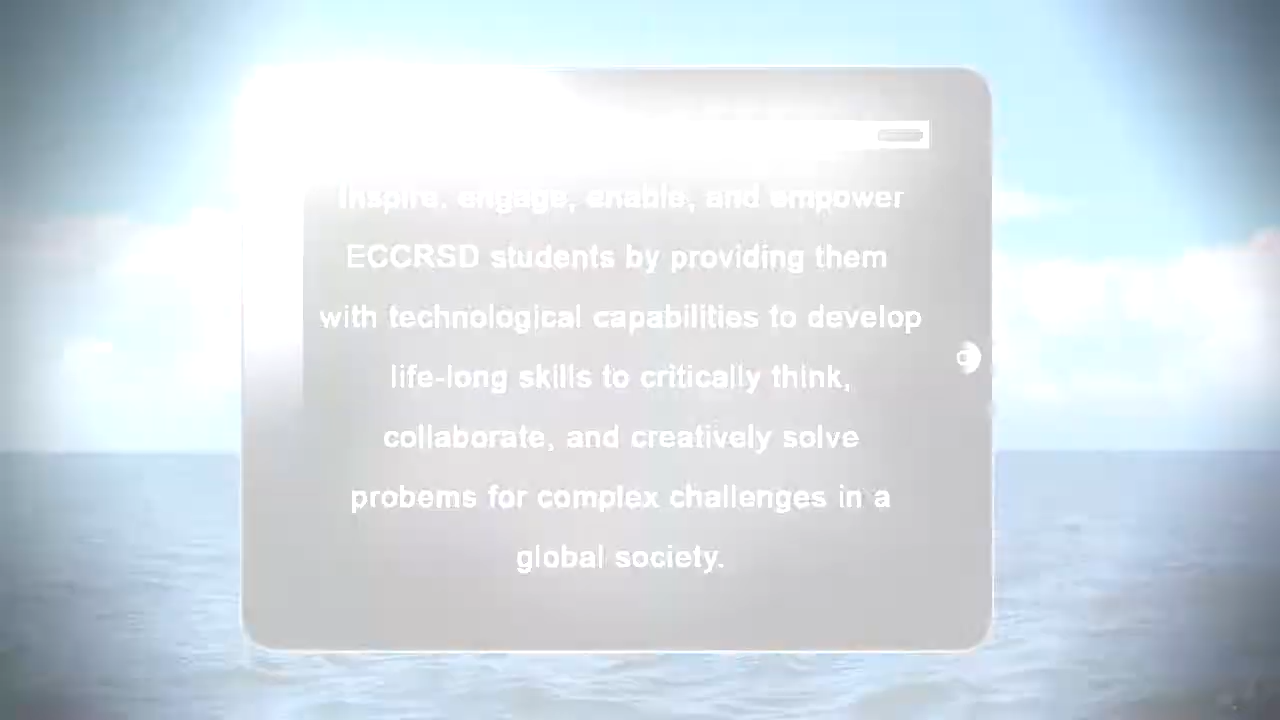 Inspire, engage, enable, and empower
ECCRSD students by providing them
with technological capabilities to develop
life-long skills to critically think,
collaborate, and creatively solve
probems for complex challenges in a
global society.